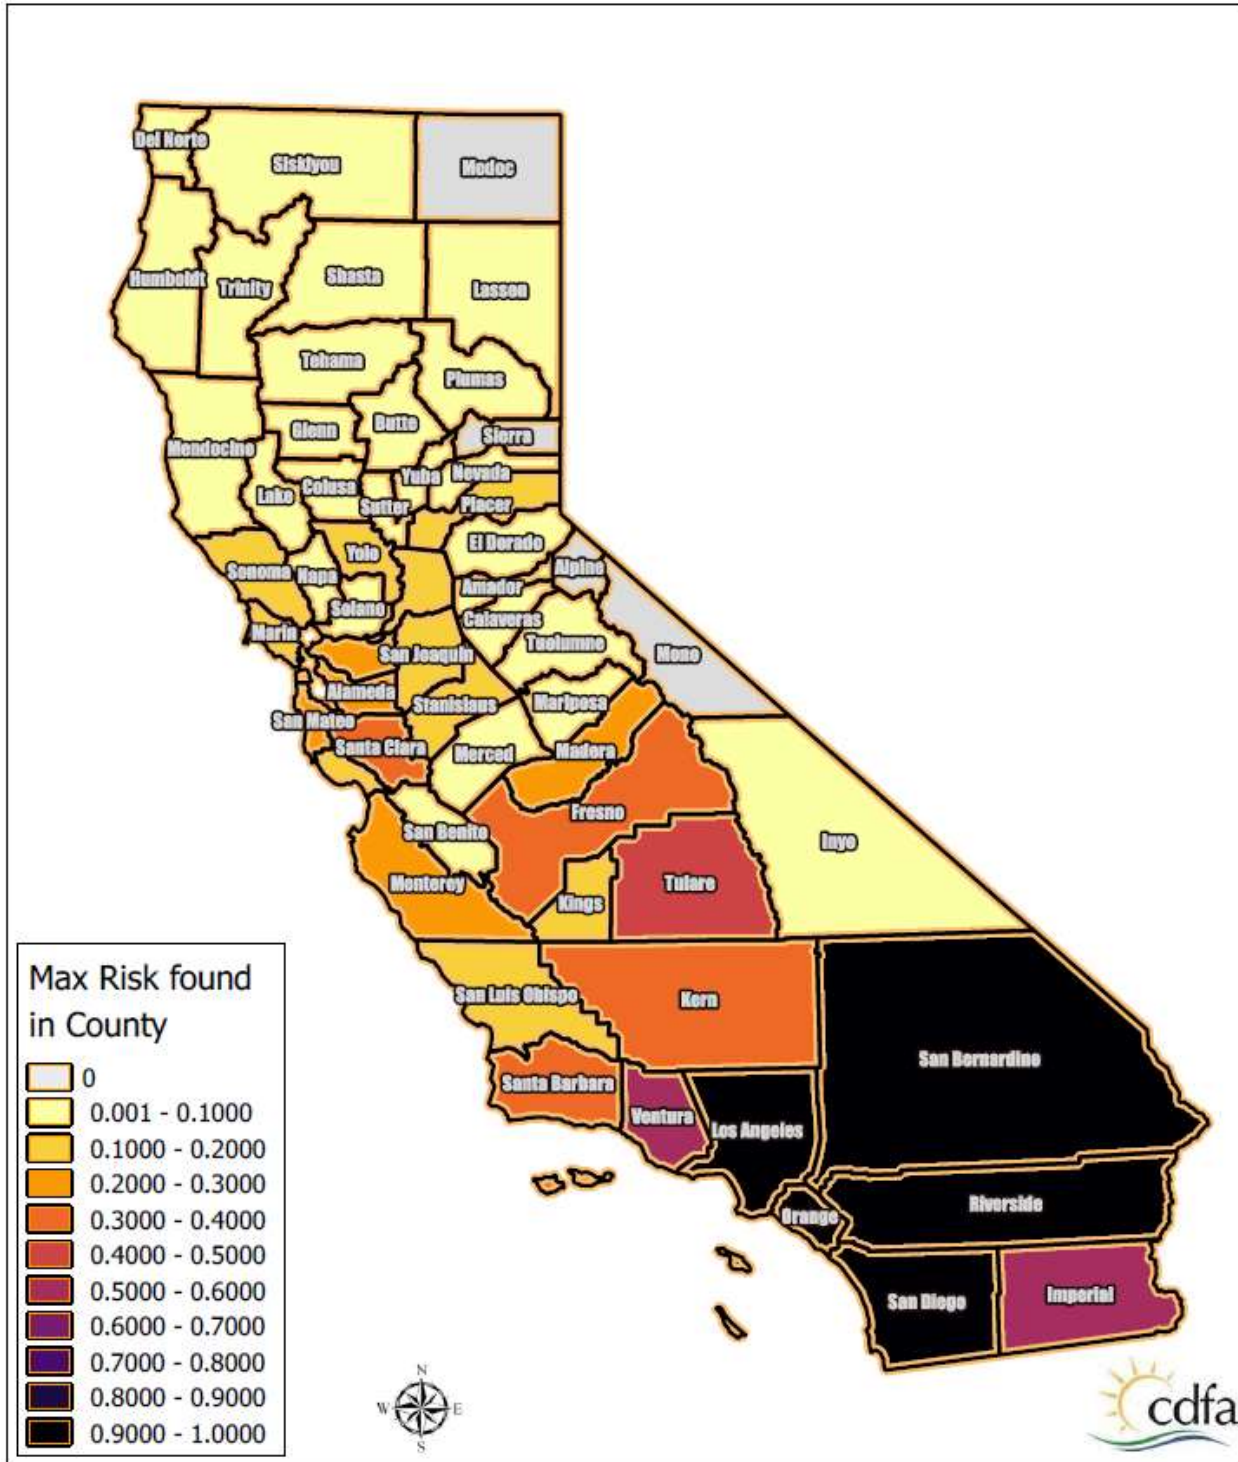 Del Norte
Siskiyou
Modoc
Humboldt
Trinity
Shasta
Lassen
Tehama
Plumas
Mendocino
Glenn
Butte
Sierra
Lake
Colusa
Sutter
Yuba
Nevada
Placer
Sonoma
Napa
Yolo
El Dorado
Alpine
Amador
Solano
Calaveras
Marin
San Joaquin
Tuolumne
Mono
Alameda
Stanislaus
Mariposa
San Mateo
Santa Clara
Merced
Madera
Fresno
San Benito
Inyo
Monterey
Kings
Tulare
San Luis Obispo
Kern
San Bernardino
Santa Barbara
Ventura
Los Angeles
Orange
Riverside
San Diego
Imperial
Max Risk found
in County
0
0.001 - 0.1000
0.1000 - 0.2000
0.2000 - 0.3000
0.3000 - 0.4000
0.4000 - 0.5000
0.5000 - 0.6000
0.6000 - 0.7000
0.7000 - 0.8000
0.8000 - 0.9000
0.9000 - 1.0000
N
W E
S
cdfa